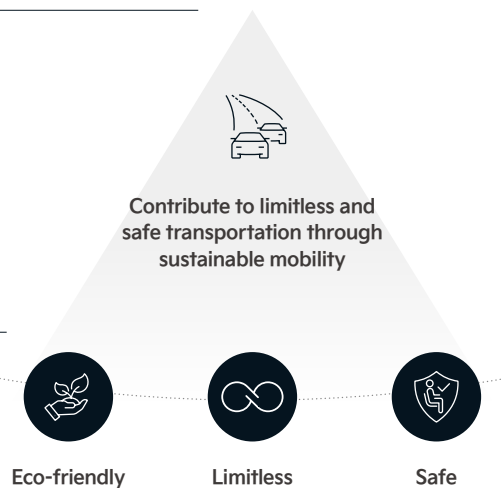 Contribute to limitless and
safe transportation through
sustainable mobility
Eco-friendly
Limitless
Safe